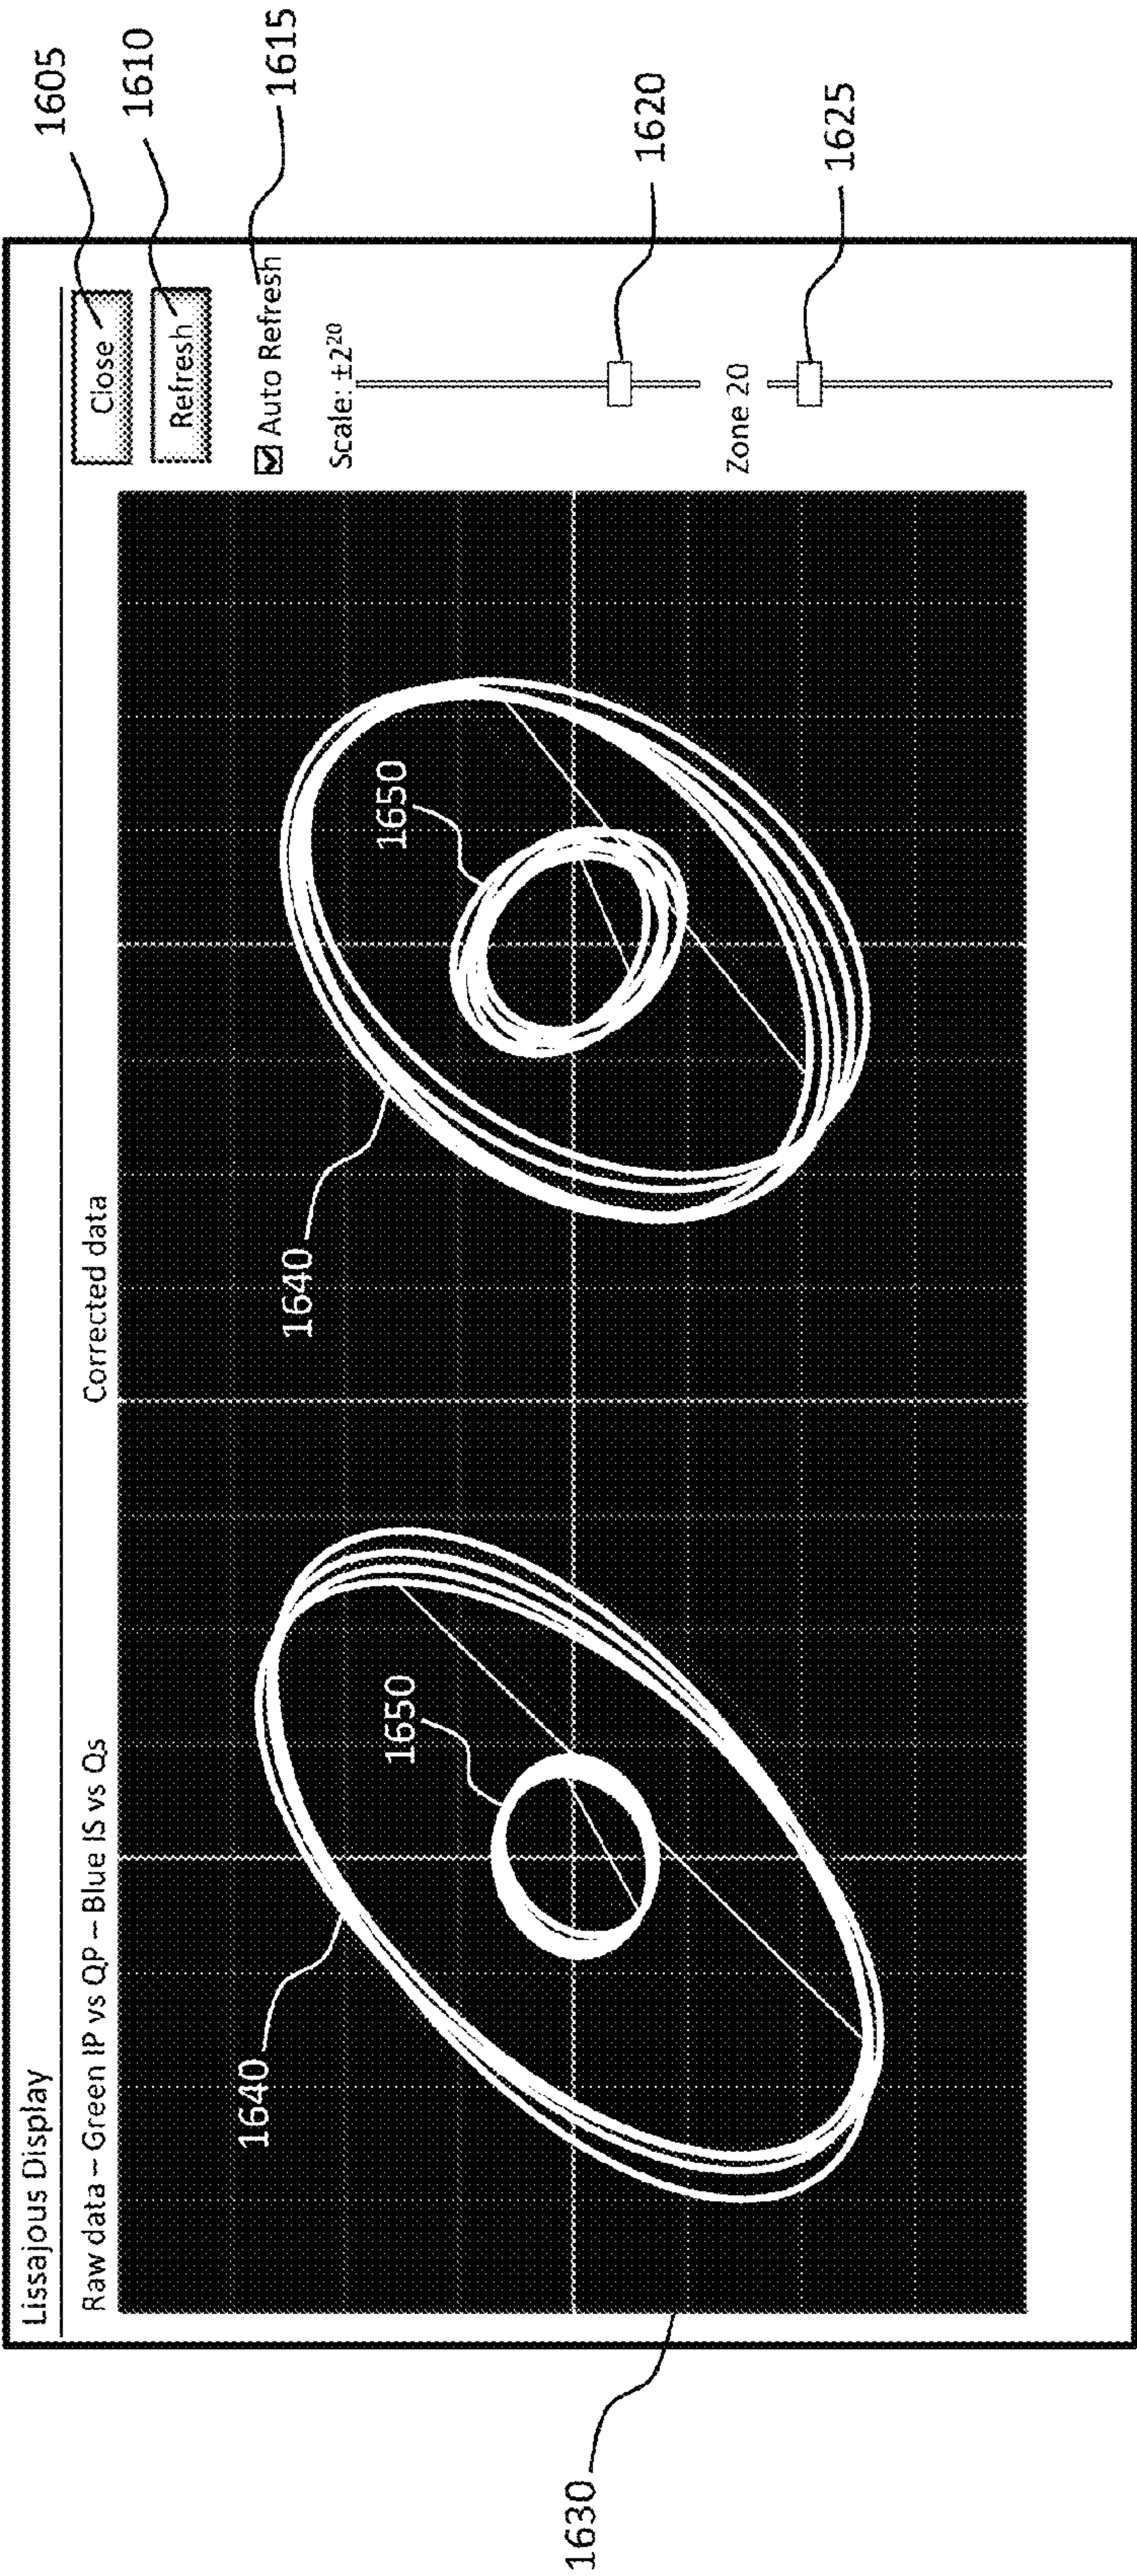 Lissajous Display
Raw data – Green IP vs QP – Blue IS vs Qs
Corrected data
Close
Refresh
Auto Refresh
Scale: ±2²⁰
Zone 20
1605
1610
1615
1620
1625
1630
1640
1650
1640
1650